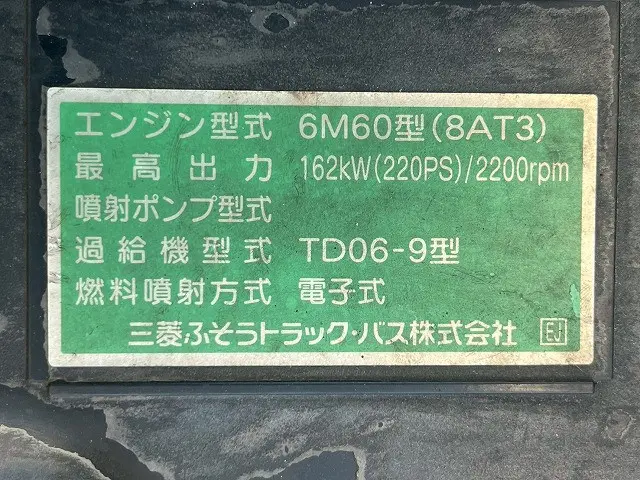 エンジン型式 6M60型(8AT3)
最高出力 162kW(220PS)/2200rpm
噴射ポンプ型式
過給機型式 TD06-9型
燃料噴射方式 電子式
三菱ふそうトラック・バス株式会社 EJ